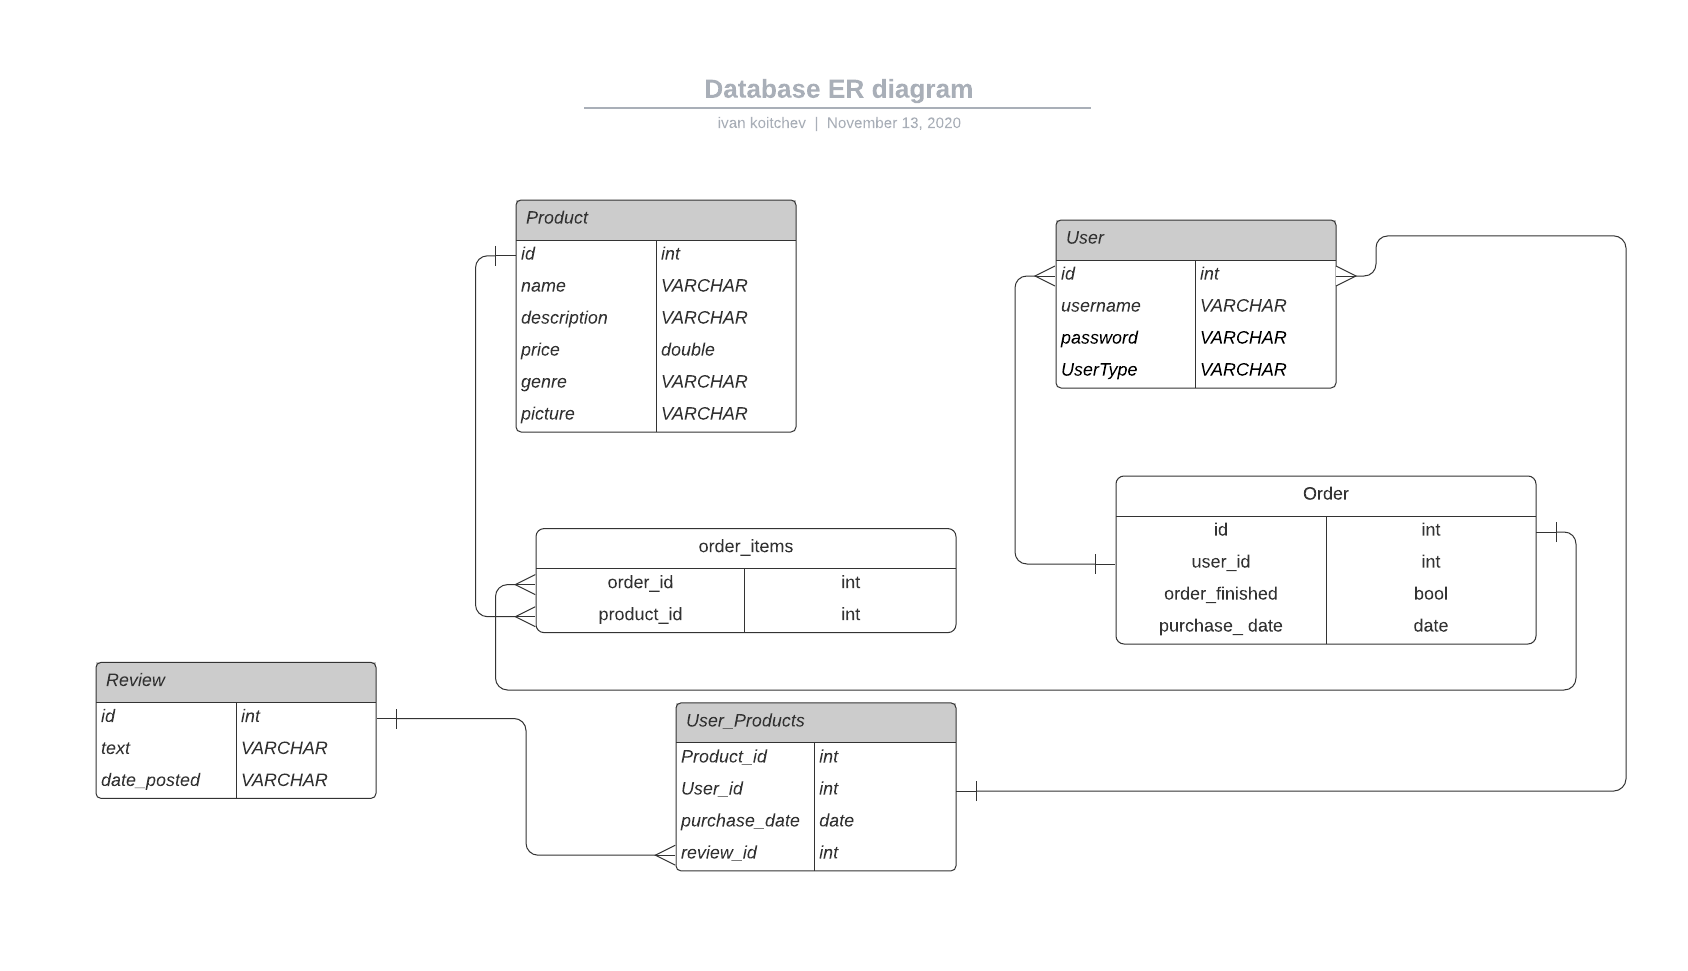 Database ER diagram
ivan koitchev | November 13, 2020
Product
id int
name VARCHAR
description VARCHAR
price double
genre VARCHAR
picture VARCHAR
User
id int
username VARCHAR
password VARCHAR
UserType VARCHAR
order_items
order_id int
product_id int
Order
id int
user_id int
order_finished bool
purchase_ date date
Review
id int
text VARCHAR
date_posted VARCHAR
User_Products
Product_id int
User_id int
purchase_date date
review_id int